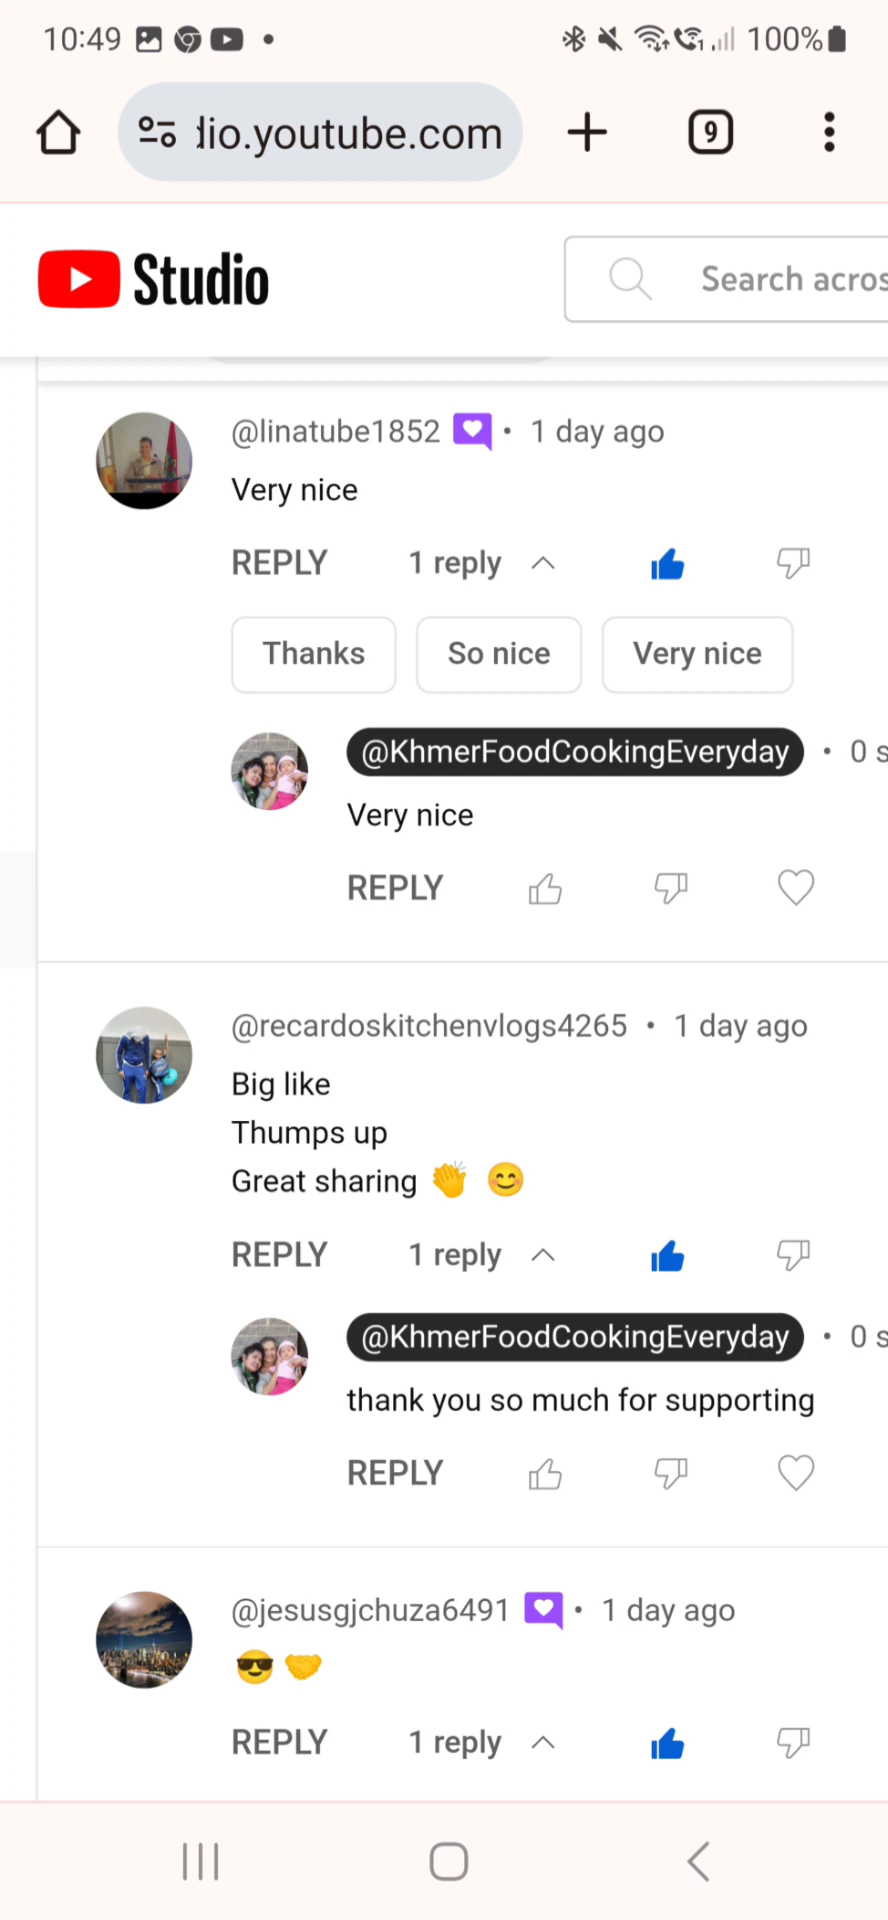 10:49 100%
dio.youtube.com 9
Studio Search acros
@linatube1852 • 1 day ago
Very nice
REPLY 1 reply
Thanks So nice Very nice
@KhmerFoodCookingEveryday • 0 s
Very nice
REPLY
@recardoskitchenvlogs4265 • 1 day ago
Big like
Thumps up
Great sharing 👏 😊
REPLY 1 reply
@KhmerFoodCookingEveryday • 0 s
thank you so much for supporting
REPLY
@jesusgjchuza6491 • 1 day ago
😎🤝
REPLY 1 reply